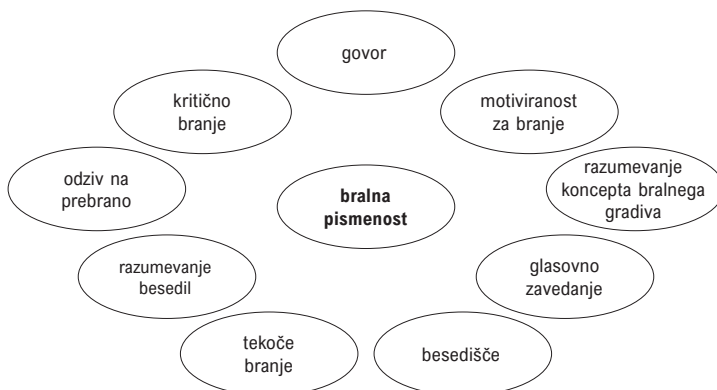 govor
kritično
branje
motiviranost
za branje
odziv na
prebrano
razumevanje
koncepta bralnega
gradiva
bralna
pismenost
razumevanje
besedil
glasovno
zavedanje
tekoče
branje
besedišče